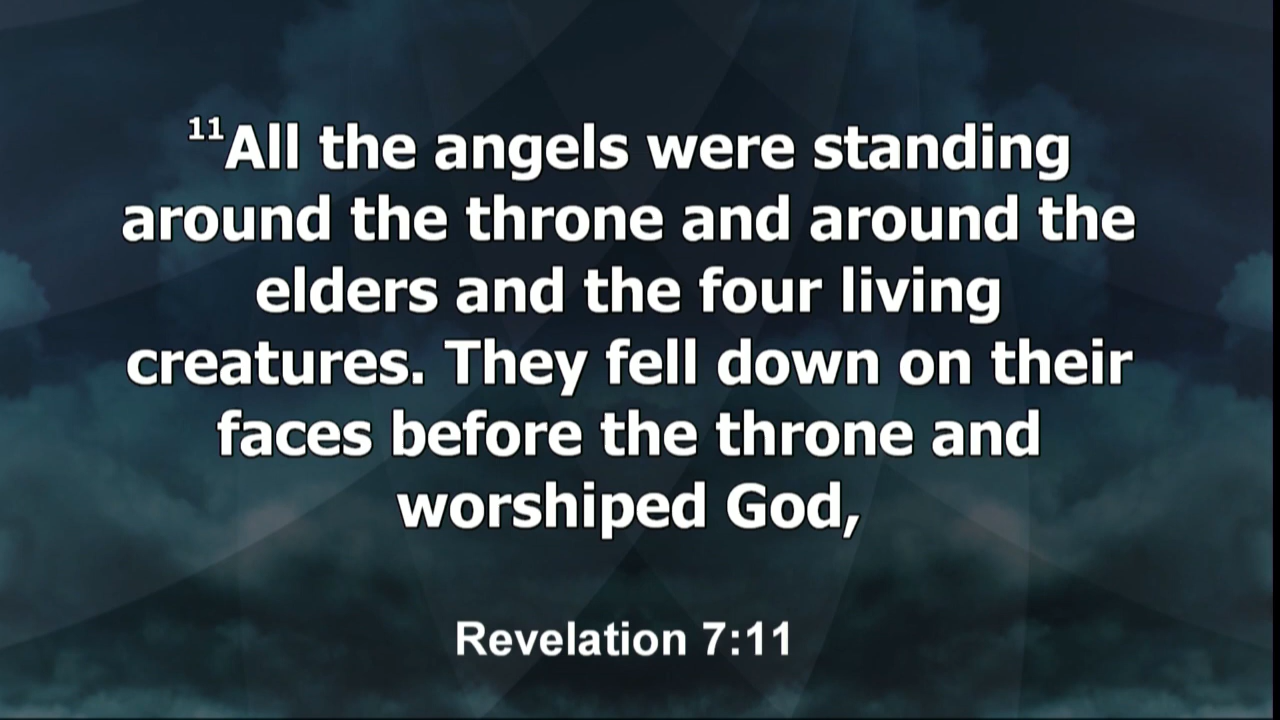 ¹¹All the angels were standing
around the throne and around the
elders and the four living
creatures. They fell down on their
faces before the throne and
worshiped God,
Revelation 7:11